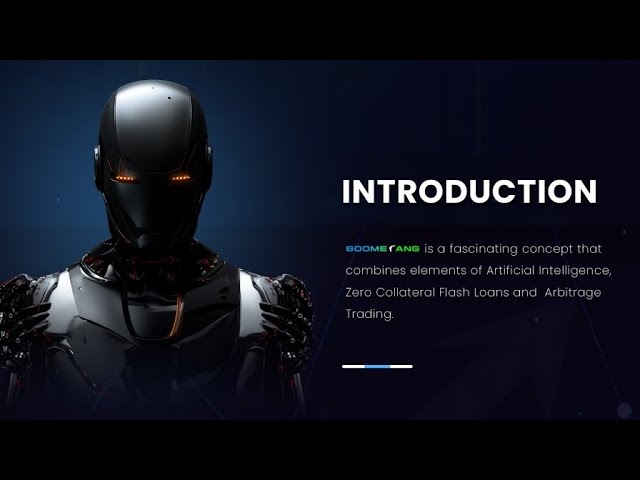 INTRODUCTION
BOOMERANG is a fascinating concept that
combines elements of Artificial Intelligence,
Zero Collateral Flash Loans and Arbitrage
Trading.